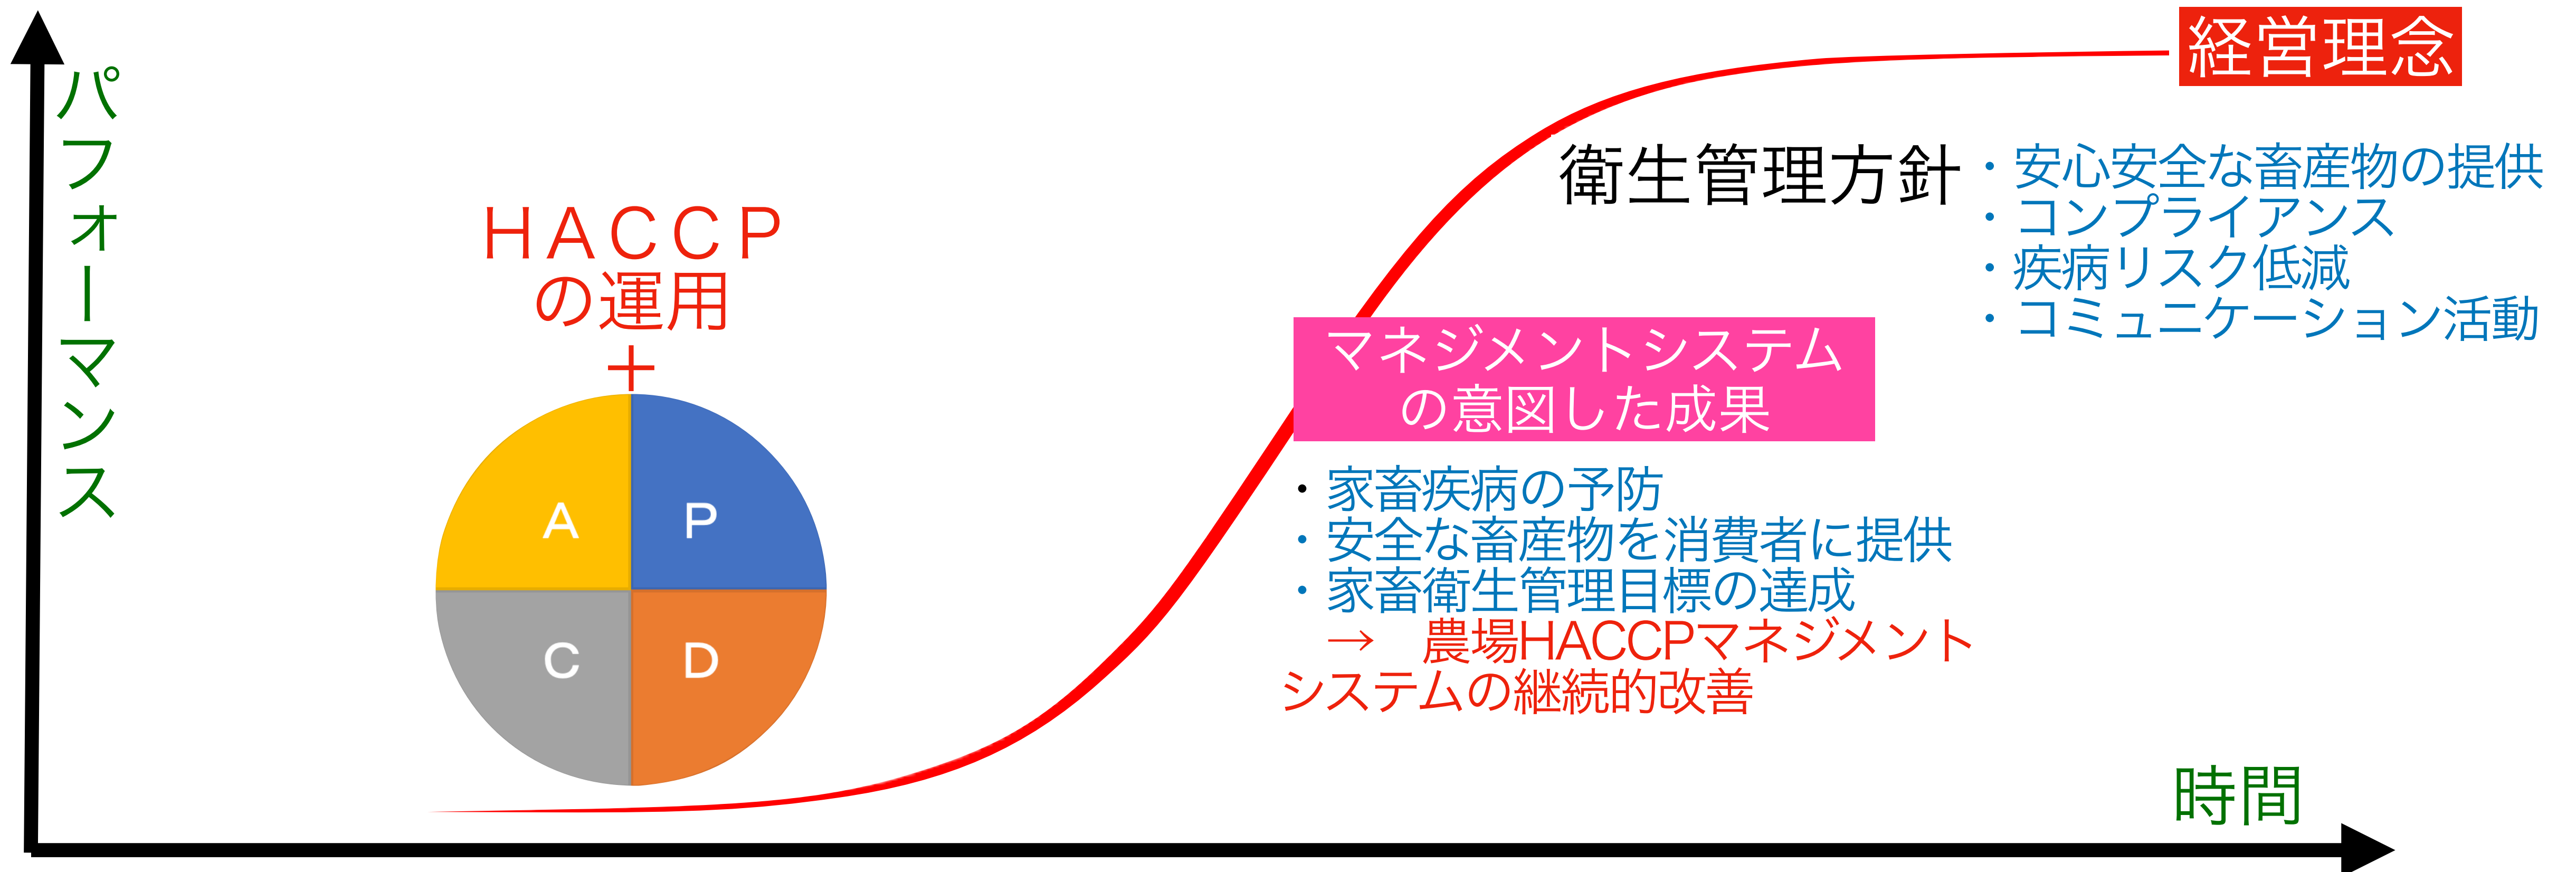 パフォーマンス
ＨＡＣＣＰ
の運用
＋
A
P
C
D
経営理念
衛生管理方針
・安心安全な畜産物の提供
・コンプライアンス
・疾病リスク低減
・コミュニケーション活動
マネジメントシステム
の意図した成果
・家畜疾病の予防
・安全な畜産物を消費者に提供
・家畜衛生管理目標の達成
→　農場HACCPマネジメント
システムの継続的改善
時間